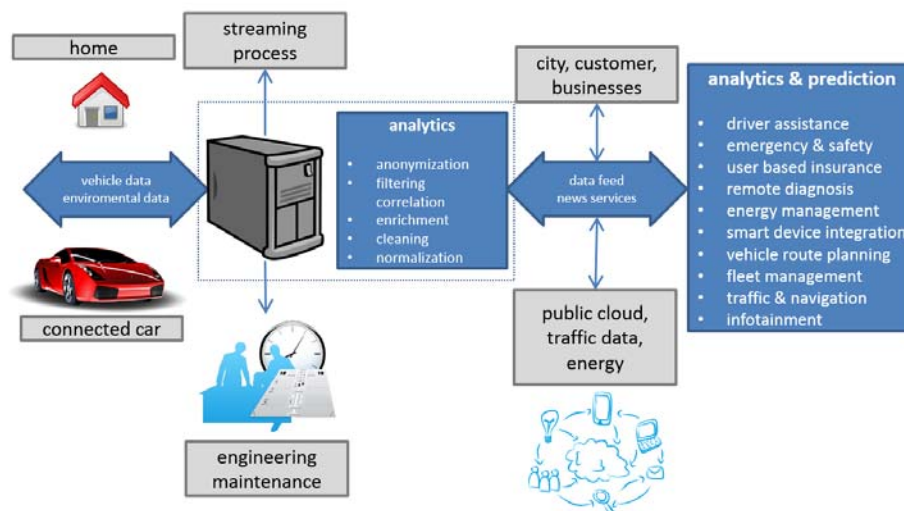 home
streaming
process
vehicle data
enviromental data
connected car
analytics
anonymization
filtering
correlation
enrichment
cleaning
normalization
engineering
maintenance
city, customer,
businesses
data feed
news services
public cloud,
traffic data,
energy
analytics & prediction
driver assistance
emergency & safety
user based insurance
remote diagnosis
energy management
smart device integration
vehicle route planning
fleet management
traffic & navigation
infotainment